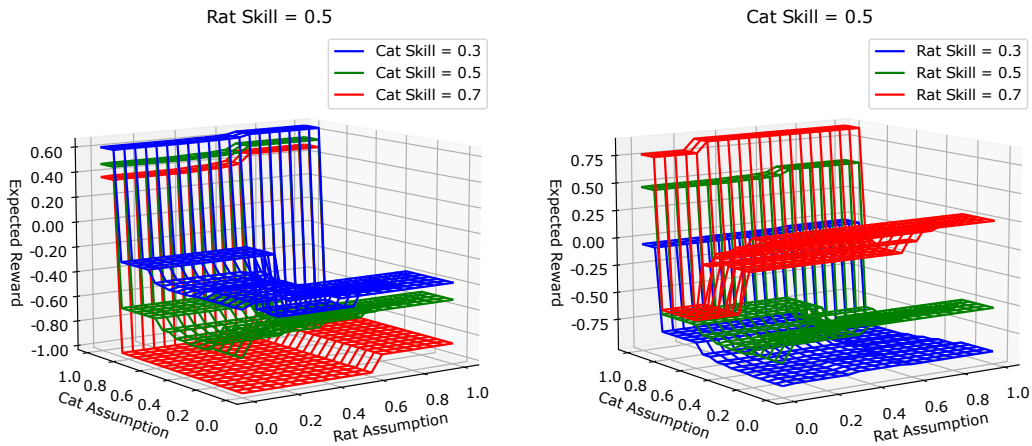 Rat Skill = 0.5
Cat Skill = 0.3
Cat Skill = 0.5
Cat Skill = 0.7
0.60
0.40
0.20
0.00
-0.20
-0.40
-0.60
-0.80
-1.00
Expected Reward
1.0
0.8
0.6
0.4
0.2
0.0
Cat Assumption
0.0
0.2
0.4
0.6
0.8
1.0
Rat Assumption
Cat Skill = 0.5
Rat Skill = 0.3
Rat Skill = 0.5
Rat Skill = 0.7
0.75
0.50
0.25
0.00
-0.25
-0.50
-0.75
Expected Reward
1.0
0.8
0.6
0.4
0.2
0.0
Cat Assumption
0.0
0.2
0.4
0.6
0.8
1.0
Rat Assumption